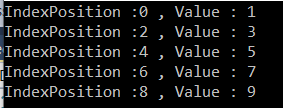 IndexPosition :0 , Value : 1
IndexPosition :2 , Value : 3
IndexPosition :4 , Value : 5
IndexPosition :6 , Value : 7
IndexPosition :8 , Value : 9